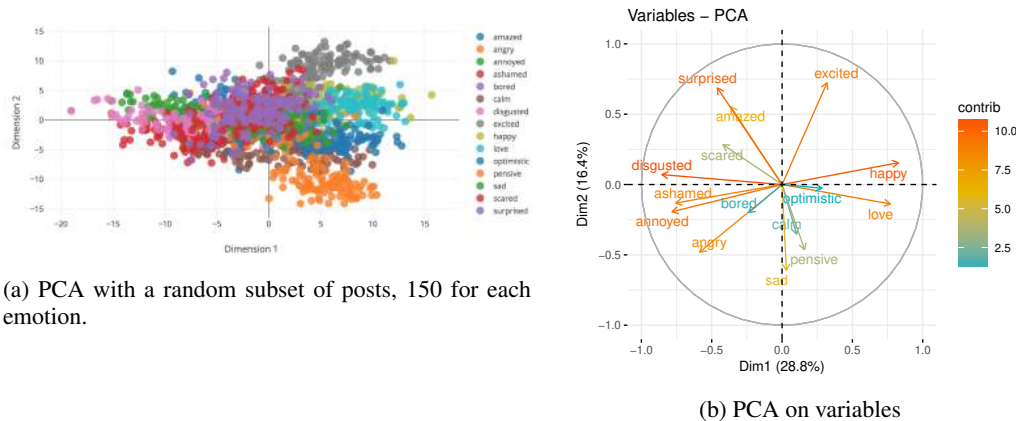 15
10
5
0
−5
−10
−15
Dimension 2
−20
−15
−10
−5
0
5
10
15
Dimension 1
amazed
angry
annoyed
ashamed
bored
calm
disgusted
excised
happy
love
optimistic
pensive
sad
scared
surprised
(a) PCA with a random subset of posts, 150 for each
emotion.
Variables − PCA
1.0
0.5
0.0
−0.5
−1.0
Dim2 (16.4%)
surprised
excited
amazed
scared
disgusted
happy
ashamed
optimistic
bored
love
annoyed
calm
angry
pensive
sad
−1.0
−0.5
0.0
0.5
1.0
Dim1 (28.8%)
contrib
10.0
7.5
5.0
2.5
(b) PCA on variables